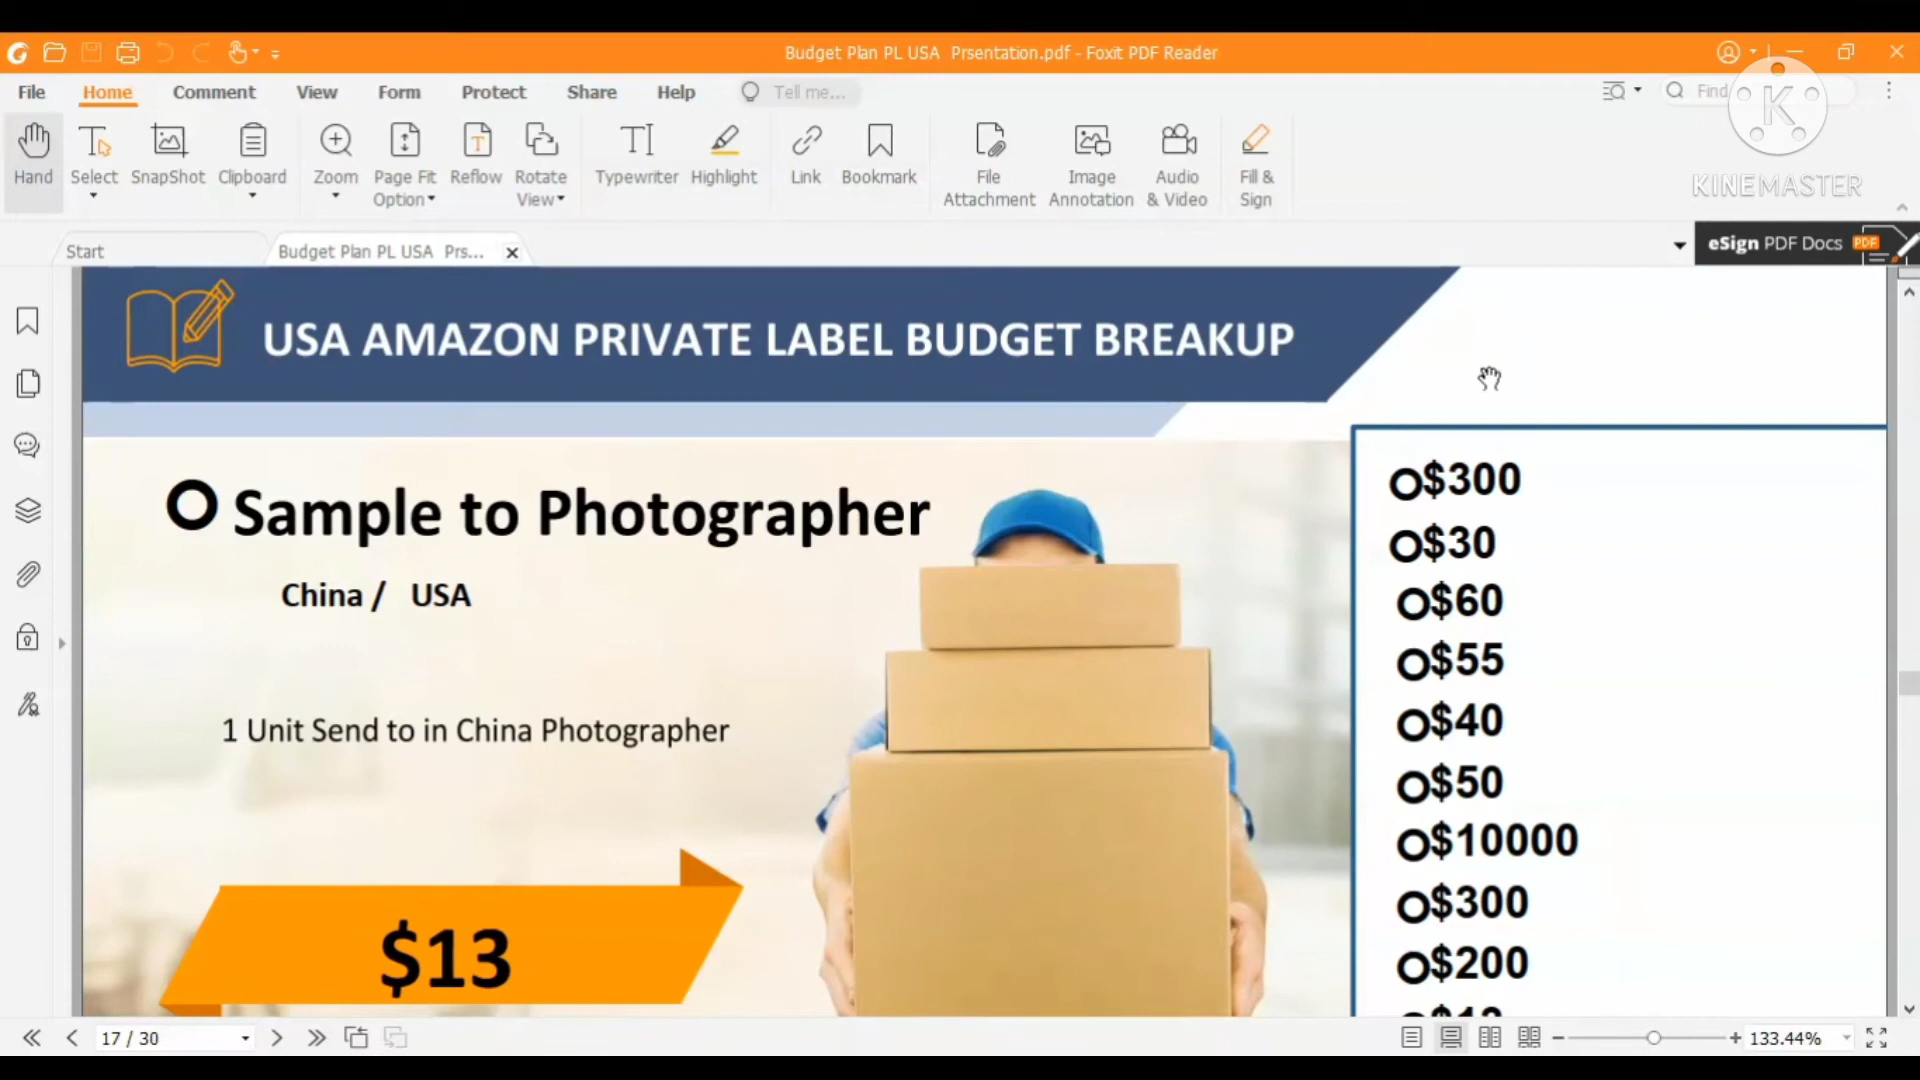 Budget Plan PL USA Prsentation.pdf - Foxit PDF Reader
File Home Comment View Form Protect Share Help Tell me... Find
KINEMASTER
Hand Select SnapShot Clipboard Zoom Page Fit Option Reflow Rotate View Typewriter Highlight Link Bookmark File Attachment Image Annotation Audio & Video Fill & Sign
Start Budget Plan PL USA Prs... eSign PDF Docs PDF
USA AMAZON PRIVATE LABEL BUDGET BREAKUP
Sample to Photographer
China / USA
1 Unit Send to in China Photographer
$13
$300
$30
$60
$55
$40
$50
$10000
$300
$200
17 / 30 133.44%